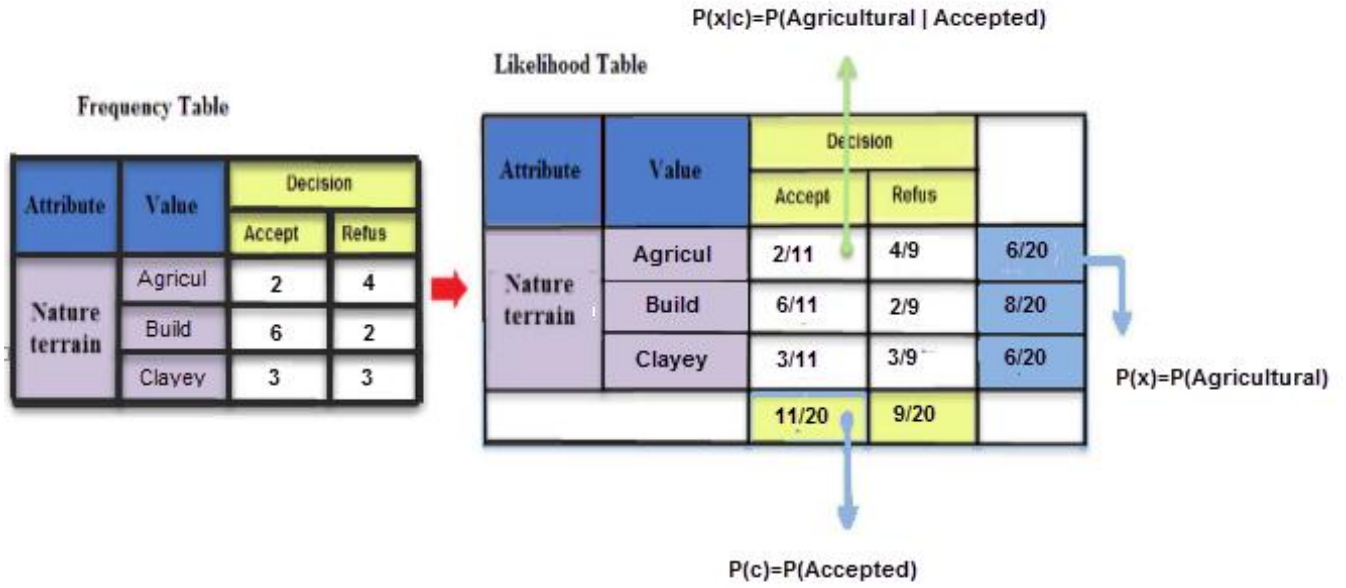 P(x|c)=P(Agricultural | Accepted)
Likelihood Table
Frequency Table
Attribute Value Decision
Accept Refus
Nature terrain
Agricul 2 4
Build 6 2
Clayey 3 3
Attribute Value Decision
Accept Refus
Nature terrain
Agricul 2/11 4/9 6/20
Build 6/11 2/9 8/20
Clayey 3/11 3/9 6/20
11/20 9/20
P(x)=P(Agricultural)
P(c)=P(Accepted)